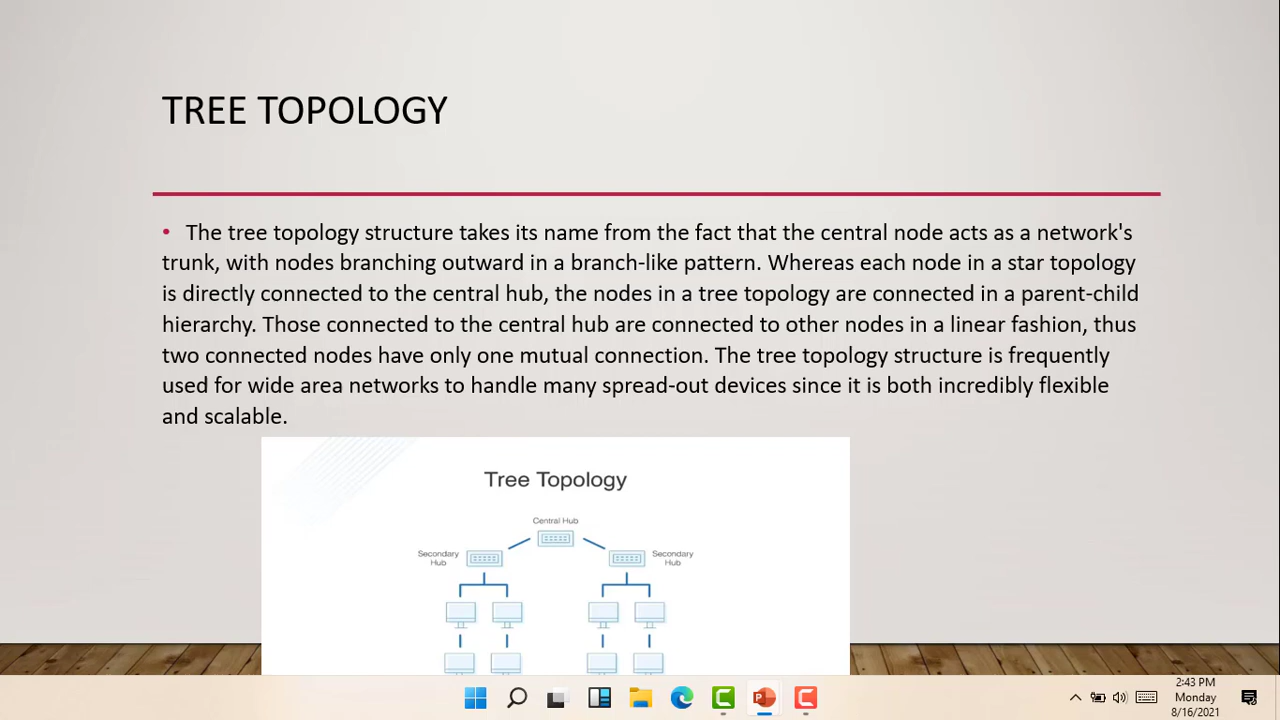 TREE TOPOLOGY
• The tree topology structure takes its name from the fact that the central node acts as a network's
trunk, with nodes branching outward in a branch-like pattern. Whereas each node in a star topology
is directly connected to the central hub, the nodes in a tree topology are connected in a parent-child
hierarchy. Those connected to the central hub are connected to other nodes in a linear fashion, thus
two connected nodes have only one mutual connection. The tree topology structure is frequently
used for wide area networks to handle many spread-out devices since it is both incredibly flexible
and scalable.
Tree Topology
Central Hub
Secondary
Hub
Secondary
Hub
2:43 PM
Monday
8/16/2021